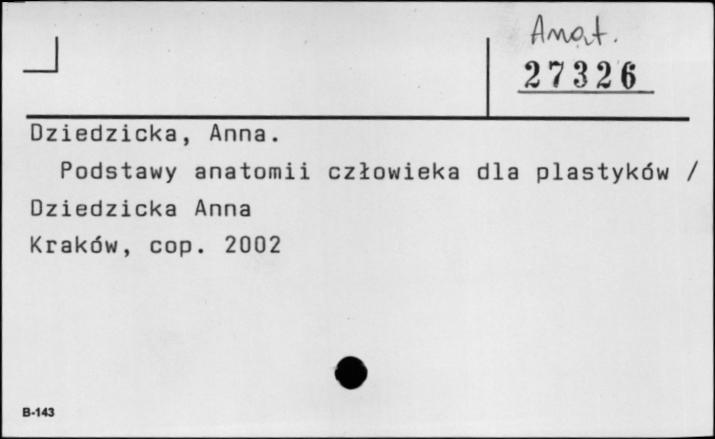 Anat.
27326
Dziedzicka, Anna.
Podstawy anatomii człowieka dla plastyków /
Dziedzicka Anna
Kraków, cop. 2002
B-143